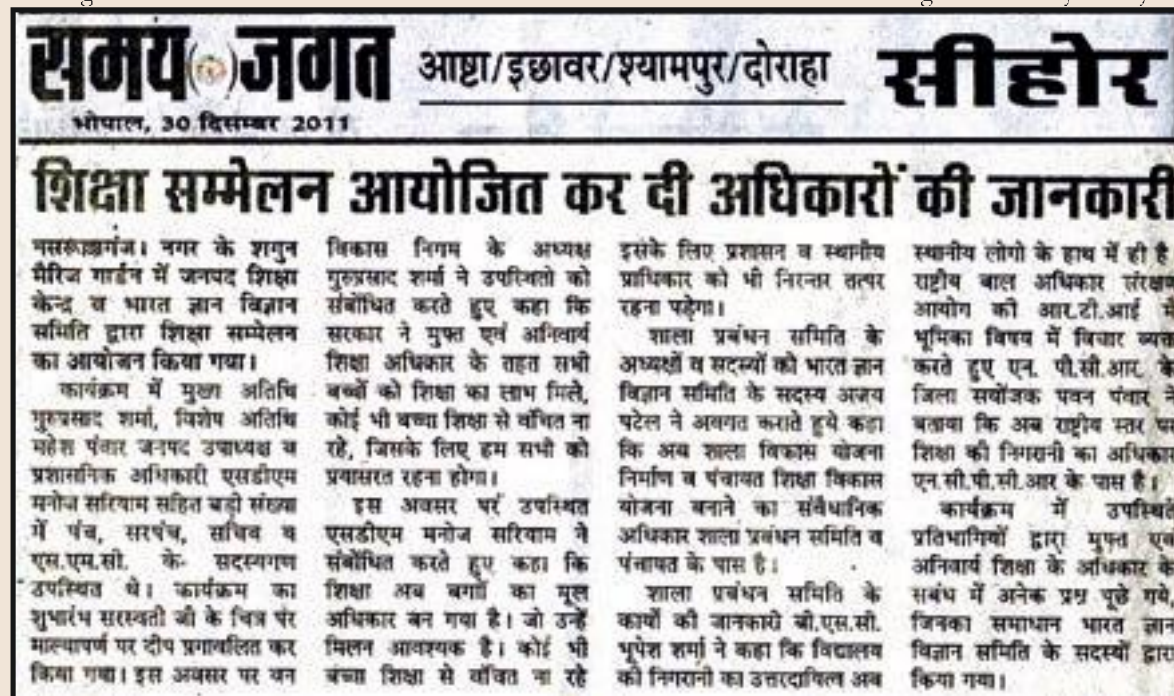 समय जगत
आष्टा/इछावर/श्यामपुर/दोराहा
सीहोर
भोपाल, 30 दिसम्बर 2011
शिक्षा सम्मेलन आयोजित कर दी अधिकारों की जानकारी
नसरूल्लागंज। नगर के शगुन
मैरिज गार्डन में जनपद शिक्षा
केन्द्र व भारत ज्ञान विज्ञान
समिति द्वारा शिक्षा सम्मेलन
का आयोजन किया गया।
कार्यक्रम में मुख्य अतिथि
गुरुप्रसाद शर्मा, विशेष अतिथि
महेश पंवार जनपद उपाध्यक्ष व
प्रशासनिक अधिकारी एसडीएम
मनोज सरियाम सहित बड़ी संख्या
में पंच, सरपंच, सचिव व
एस.एम.सी. के- सदस्यगण
उपस्थित थे। कार्यक्रम का
शुभारंभ सरस्वती जी के चित्र पर
माल्यापर्ण पर दीप प्रगावलित कर
किया गया। इस अवसर पर वन
विकास निगम के अध्यक्ष
गुरुप्रसाद शर्मा ने उपस्थितो को
संबोधित करते हुए कहा कि
सरकार ने मुफ्त एवं अनिवार्य
शिक्षा अधिकार के तहत सभी
बच्चों को शिक्षा का लाभ मिले,
कोई भी बच्चा शिक्षा से वंचित ना
रहे, जिसके लिए हम सभी को
प्रयासरत रहना होगा।
इस अवसर पर उपस्थित
एसडीएम मनोज सरियाम ने
संबोधित करते हुए कहा कि
शिक्षा अब का मूल
अधिकार बन गया है। जो उन्हें
मिलन आवश्यक है। कोई भी
बच्चा शिक्षा से वंचित ना रहे
इसके लिए प्रशासन व स्थानीय
प्राधिकार को भी निरन्तर तत्पर
रहना पड़ेगा।
शाला प्रबंधन समिति के
अध्यक्षों व सदस्यों को भारत ज्ञान
विज्ञान समिति के सदस्य अजय
पटेल ने अवगत कराते हुये कहा
कि अब शाला विकास योजना
निर्माण व पंचायत शिक्षा विकास
योजना बनाने का संवैधानिक
अधिकार शाला प्रबंधन समिति व
पंचायत के पास है।
शाला प्रबंधन समिति के
कार्यो की जानकारी बी.एस.सी.
भूपेश शर्मा ने कहा कि विद्यालय
की निगरानी का उत्तरदायित्व अब
स्थानीय लोगो के हाथ में ही है
राष्ट्रीय बाल अधिकार संरक्षण
आयोग की आर.टी.आई में
भूमिका विषय में विचार व्यक्त
करते हुए एन. पी.सी.आर. के
जिला सयोंजक पवन पंवार ने
बताया कि अब राष्ट्रीय स्तर पर
शिक्षा की निगरानी का अधिकार
एन.सी.पी.सी.आर के पास है।
कार्यक्रम में उपस्थित
प्रतिभागियों द्वारा मुफ्त एवं
अनिवार्य शिक्षा के अधिकार के
सबंध में अनेक प्रश्न पूछे गये,
जिनका समाधान भारत ज्ञान
विज्ञान समिति के सदस्यों द्वारा
किया गया।